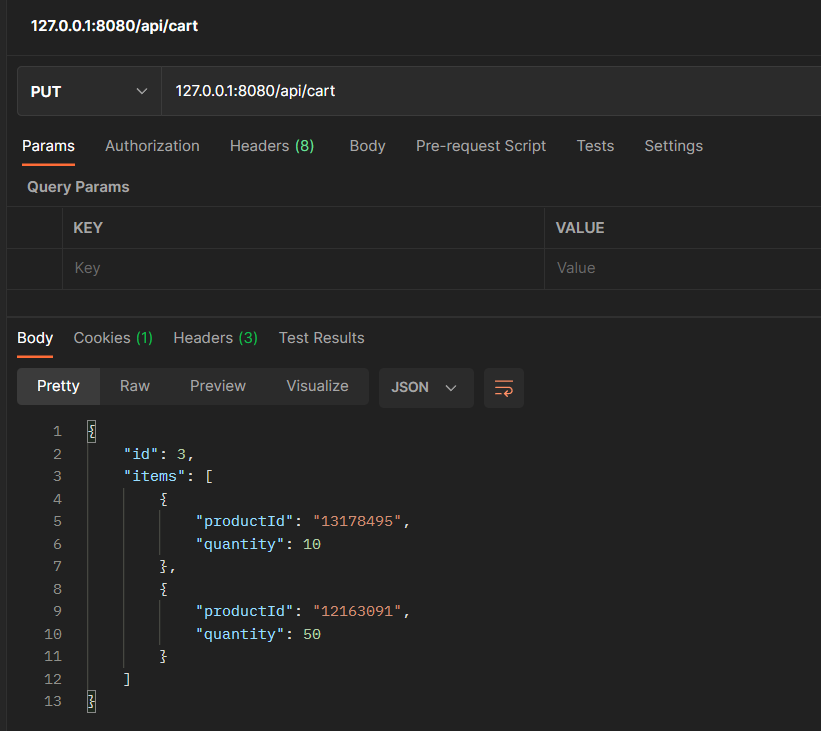 127.0.0.1:8080/api/cart
PUT 127.0.0.1:8080/api/cart
Params Authorization Headers (8) Body Pre-request Script Tests Settings
Query Params
KEY VALUE
Key Value
Body Cookies (1) Headers (3) Test Results
Pretty Raw Preview Visualize JSON
1 {
2 "id": 3,
3 "items": [
4 {
5 "productId": "13178495",
6 "quantity": 10
7 },
8 {
9 "productId": "12163091",
10 "quantity": 50
11 }
12 ]
13 }